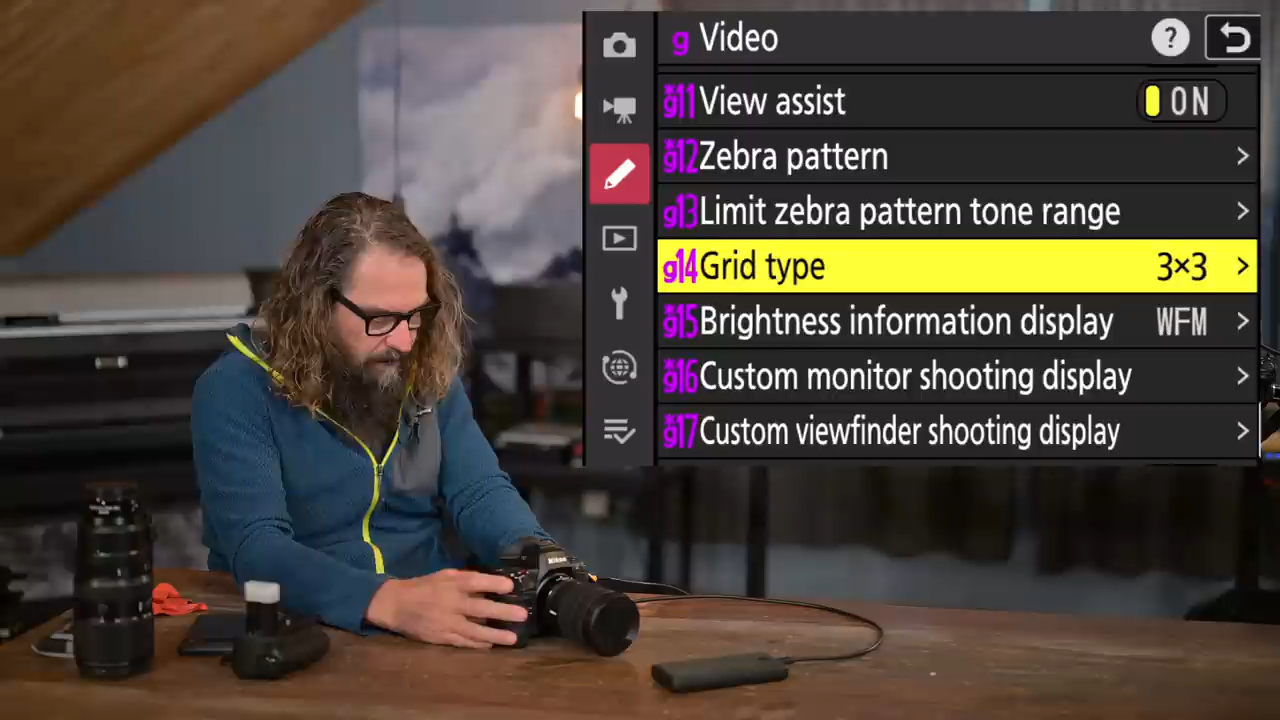 g Video
?
g11 View assist ON
g12 Zebra pattern >
g13 Limit zebra pattern tone range >
g14 Grid type 3×3 >
g15 Brightness information display WFM >
g16 Custom monitor shooting display >
g17 Custom viewfinder shooting display >
Nikon